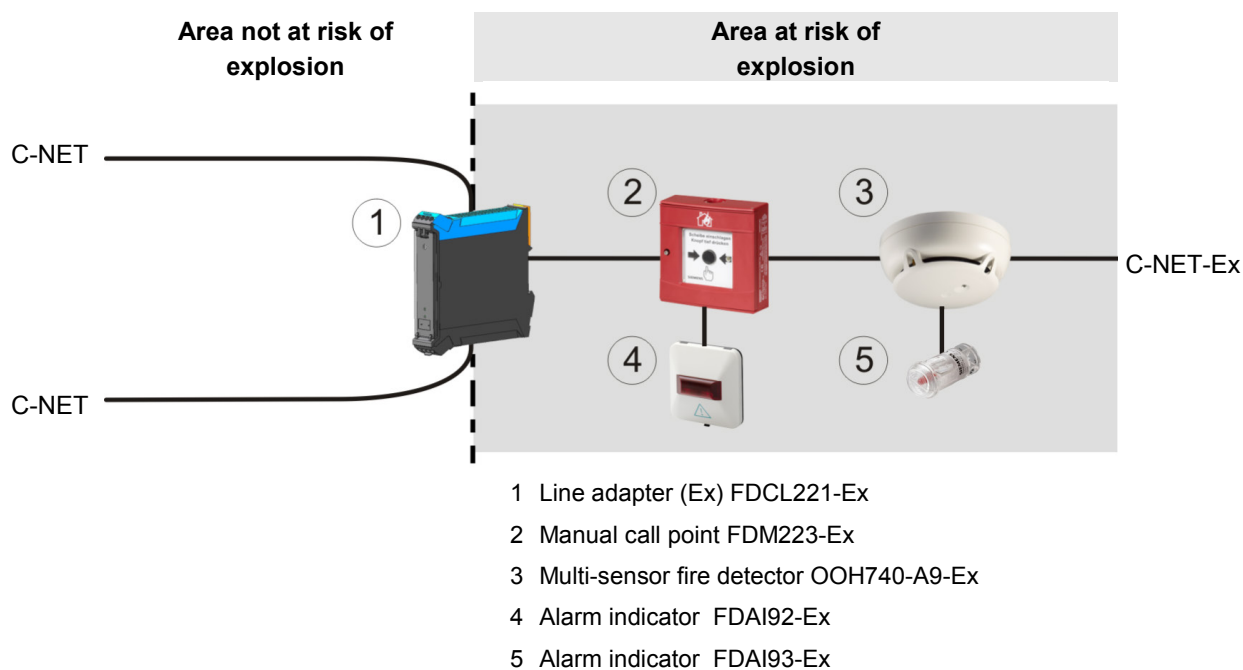 Area not at risk of
explosion
Area at risk of
explosion
C-NET
1
2
3
C-NET-Ex
4
5
C-NET
1 Line adapter (Ex) FDCL221-Ex
2 Manual call point FDM223-Ex
3 Multi-sensor fire detector OOH740-A9-Ex
4 Alarm indicator FDAI92-Ex
5 Alarm indicator FDAI93-Ex